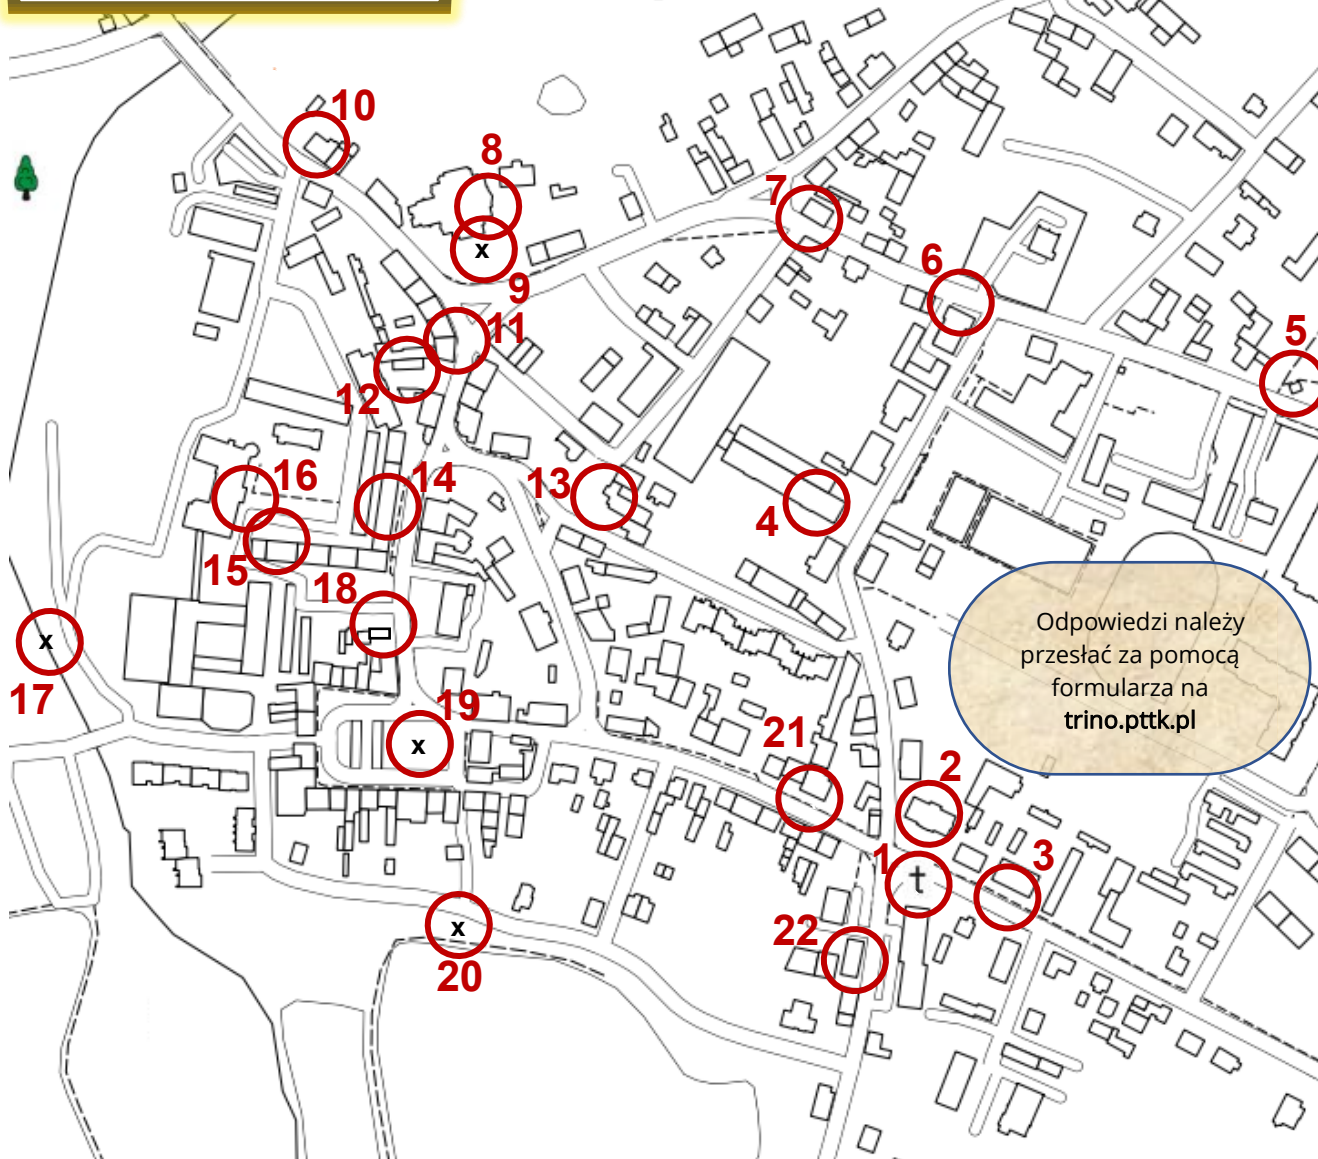 10
8
7
x
6
9
11
5
12
16
14
13
4
15
18
Odpowiedzi należy
przesłać za pomocą
formularza na
trino.pttk.pl
x
17
19
x
21
2
1
3
22
x
20